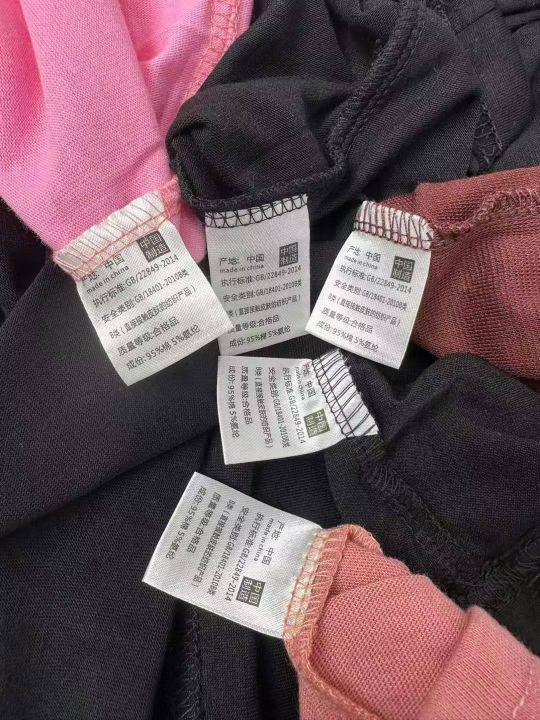 产地：中国
made in china
中国
制造
执行标准:GB/22849-2014
安全类别:GB/18401-2010B类
B类（直接接触皮肤的纺织产品）
质量等级:合格品
成份:95%棉 5%氨纶
产地：中国
made in china
中国
制造
执行标准:GB/22849-2014
安全类别:GB/18401-2010B类
B类（直接接触皮肤的纺织产品）
质量等级:合格品
成份:95%棉 5%氨纶
产地：中国
made in china
中国
制造
执行标准:GB/22849-2014
安全类别:GB/18401-2010B类
B类（直接接触皮肤的纺织产品）
质量等级:合格品
成份:95%棉 5%氨纶
产地：中国
made in china
中国
制造
执行标准:GB/22849-2014
安全类别:GB/18401-2010B类
B类（直接接触皮肤的纺织产品）
质量等级:合格品
成份:95%棉 5%氨纶
产地：中国
made in china
中国
制造
执行标准:GB/22849-2014
安全类别:GB/18401-2010B类
B类（直接接触皮肤的纺织产品）
质量等级:合格品
成份:95%棉 5%氨纶